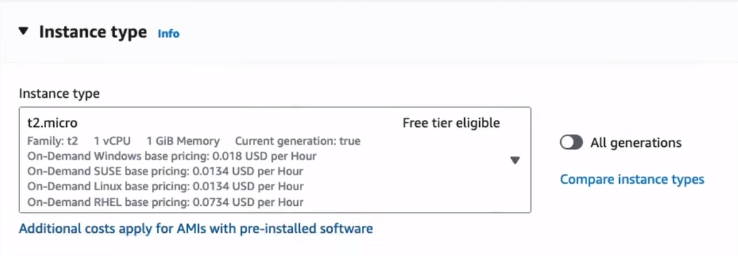 Instance type Info
Instance type
t2.micro Free tier eligible
Family: t2 1 vCPU 1 GiB Memory Current generation: true
On-Demand Windows base pricing: 0.018 USD per Hour
On-Demand SUSE base pricing: 0.0134 USD per Hour
On-Demand Linux base pricing: 0.0134 USD per Hour
On-Demand RHEL base pricing: 0.0734 USD per Hour
All generations
Compare instance types
Additional costs apply for AMIs with pre-installed software